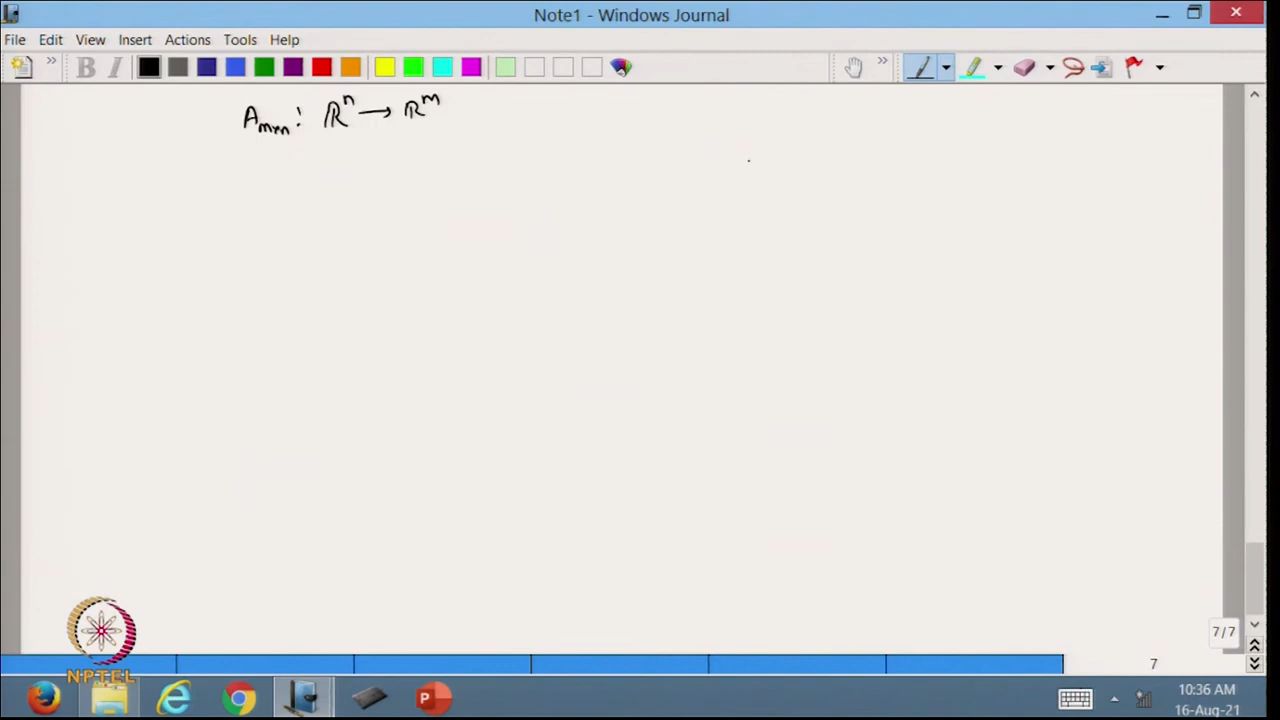 Note1 - Windows Journal
File Edit View Insert Actions Tools Help
B I
A_{m×n} : ℝ^n → ℝ^m
7/7
7
NPTEL
10:36 AM
16-Aug-21